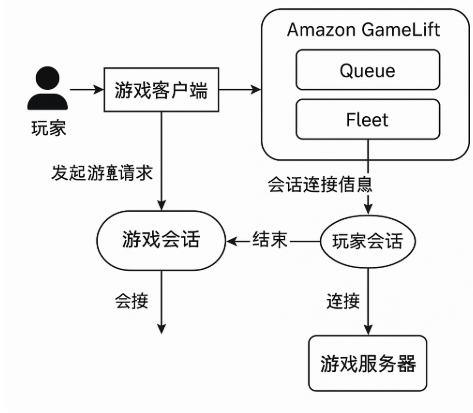 Amazon GameLift
Queue
Fleet
玩家
游戏客户端
发起游 请求
会话连接信息
游戏会话
结束
玩家会话
会接
连接
游戏服务器